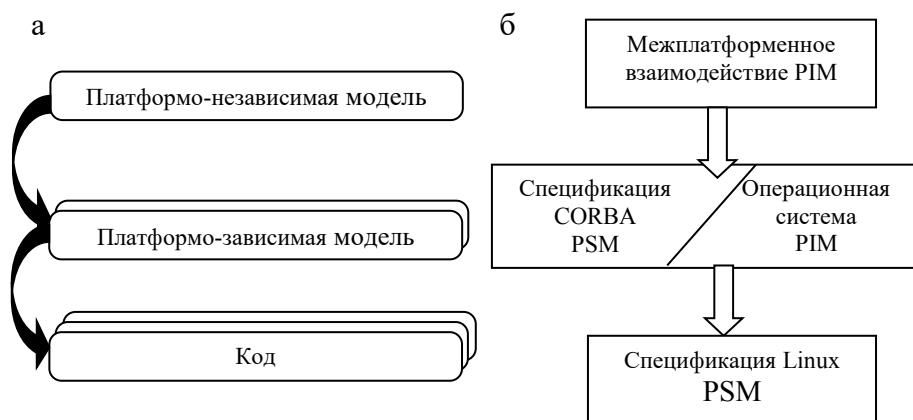 а
Платформо-независимая модель
Платформо-зависимая модель
Код
б
Межплатформенное
взаимодействие PIM
Спецификация
CORBA
PSM
Операционная
система
PIM
Спецификация Linux
PSM